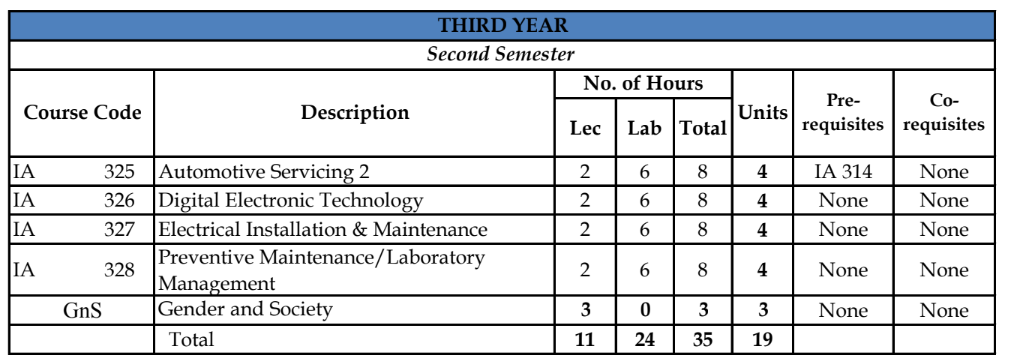 THIRD YEAR
Second Semester
Course Code Description No. of Hours Units Pre-requisites Co-requisites
Lec Lab Total
IA 325 Automotive Servicing 2 2 6 8 4 IA 314 None
IA 326 Digital Electronic Technology 2 6 8 4 None None
IA 327 Electrical Installation & Maintenance 2 6 8 4 None None
IA 328 Preventive Maintenance/Laboratory
Management 2 6 8 4 None None
GnS Gender and Society 3 0 3 3 None None
Total 11 24 35 19